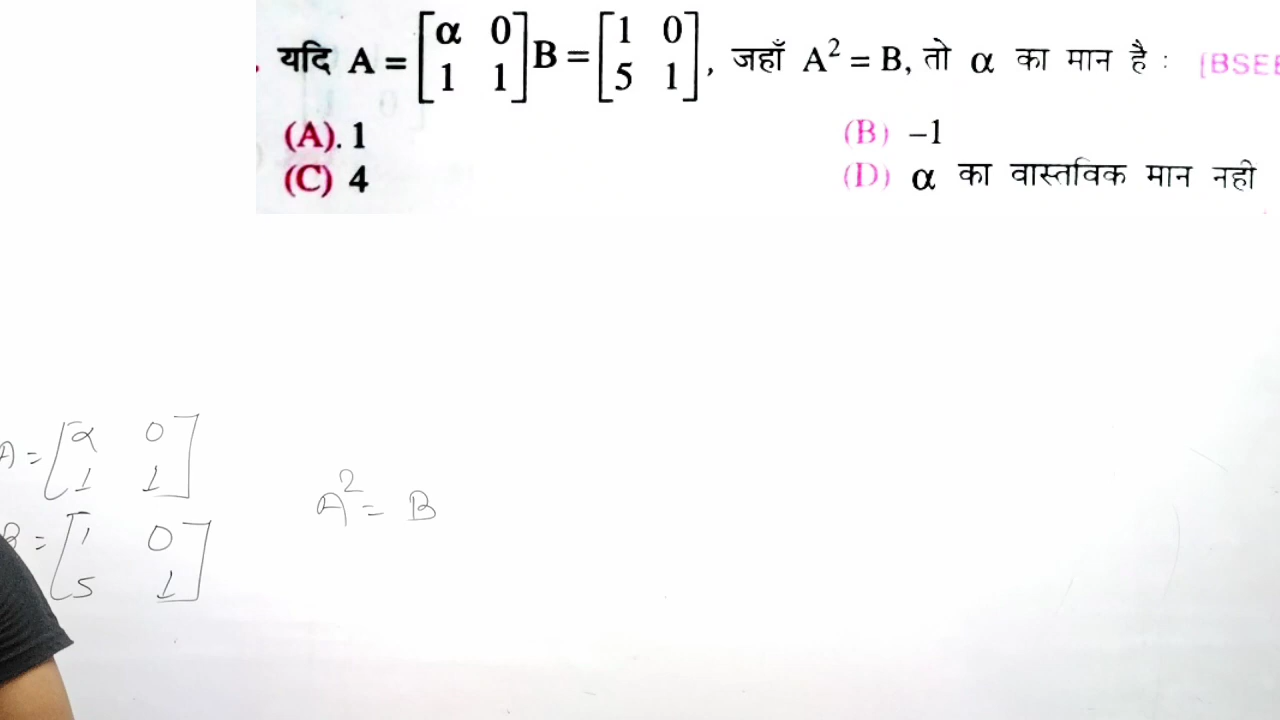 यदि A = [α 0 1 1] B = [1 0 5 1], जहाँ A² = B, तो α का मान है : [BSEB
(A). 1 (B) –1
(C) 4 (D) α का वास्तविक मान नही
A = [α 0 1 1]
B = [1 0 5 1]
A² = B